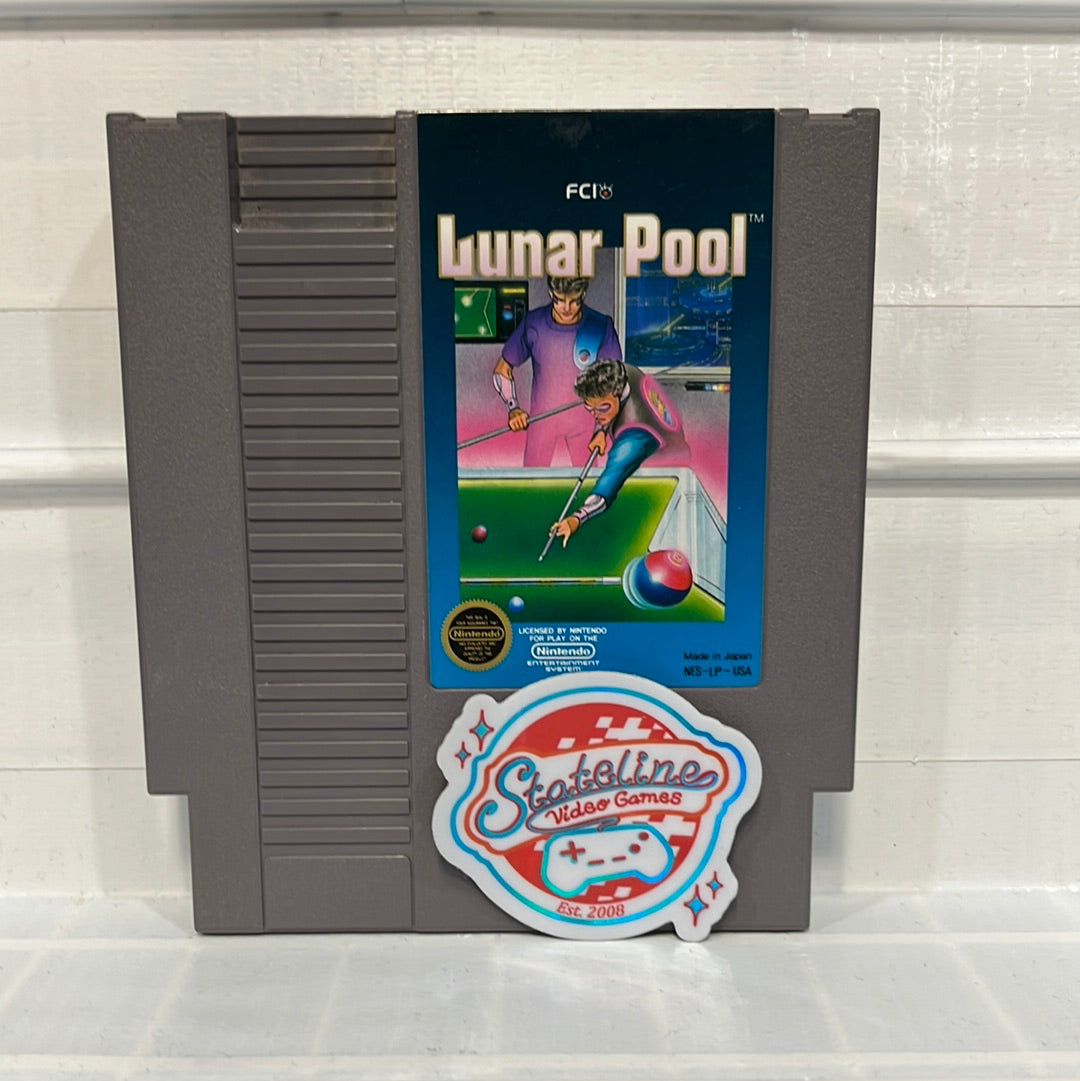 FCI
Lunar Pool™
Nintendo
LICENSED BY NINTENDO
FOR PLAY ON THE
Nintendo
ENTERTAINMENT
SYSTEM
Made in Japan
NES-LP-USA
Stateline
Video Games
Est. 2008